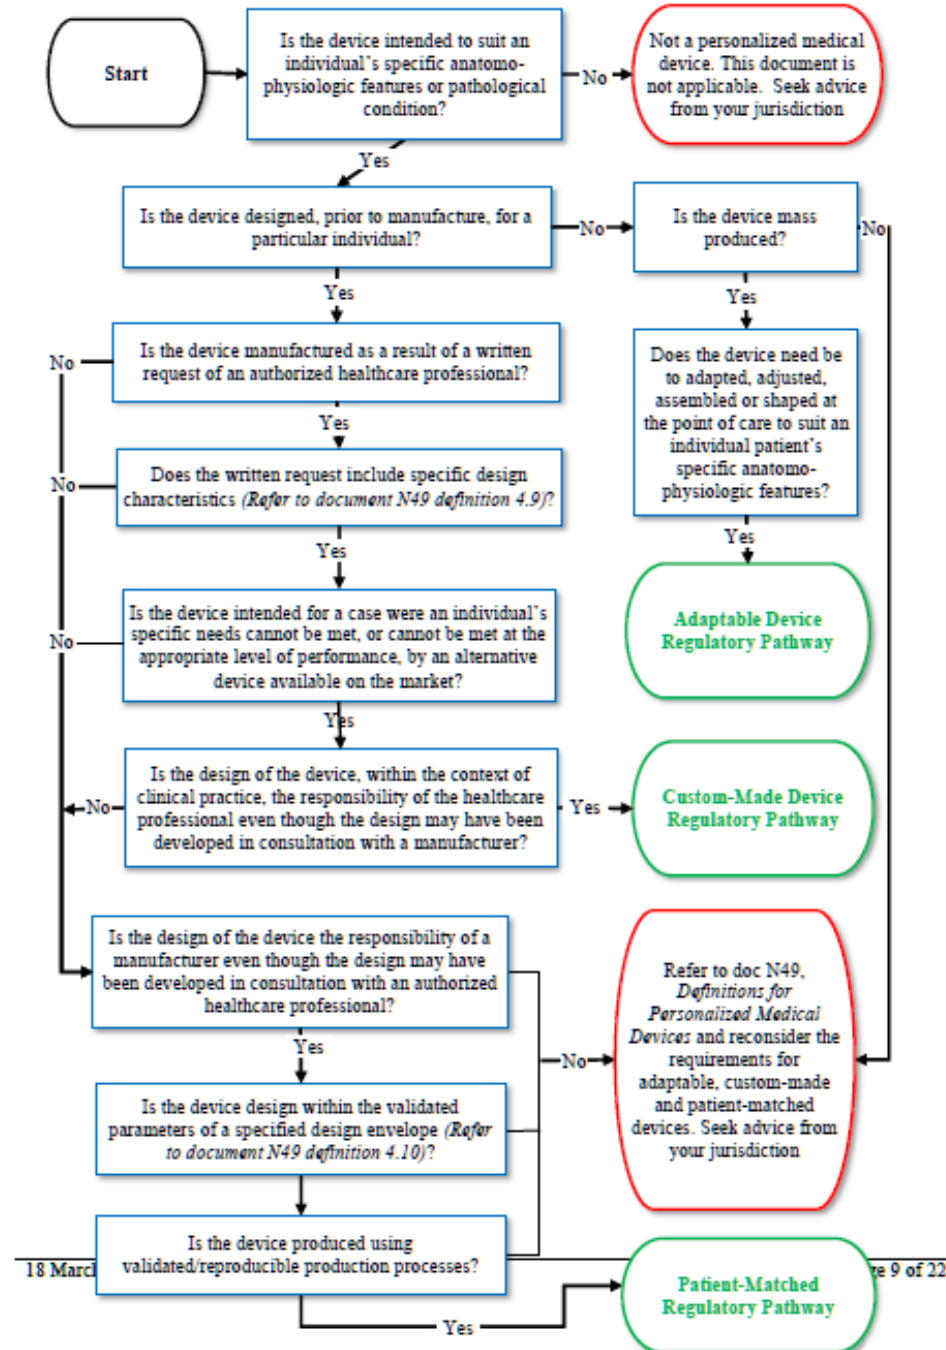 Start
Is the device intended to suit an
individual's specific anatomo-
physiologic features or pathological
condition?
No
Not a personalized medical
device. This document is
not applicable. Seek advice
from your jurisdiction
Yes
Is the device designed, prior to manufacture, for a
particular individual?
No
Is the device mass
produced?
No
Yes
Yes
No
Is the device manufactured as a result of a written
request of an authorized healthcare professional?
Does the device need be
to adapted, adjusted,
assembled or shaped at
the point of care to suit an
individual patient's
specific anatomo-
physiologic features?
Yes
No
Does the written request include specific design
characteristics (Refer to document N49 definition 4.9)?
Yes
Yes
Adaptable Device
Regulatory Pathway
No
Is the device intended for a case were an individual's
specific needs cannot be met, or cannot be met at the
appropriate level of performance, by an alternative
device available on the market?
Yes
No
Is the design of the device, within the context of
clinical practice, the responsibility of the healthcare
professional even though the design may have been
developed in consultation with a manufacturer?
Yes
Custom-Made Device
Regulatory Pathway
Is the design of the device the responsibility of a
manufacturer even though the design may have
been developed in consultation with an authorized
healthcare professional?
Yes
No
Refer to doc N49,
Definitions for
Personalized Medical
Devices and reconsider the
requirements for
adaptable, custom-made
and patient-matched
devices. Seek advice from
your jurisdiction
Is the device design within the validated
parameters of a specified design envelope (Refer
to document N49 definition 4.10)?
Is the device produced using
validated/reproducible production processes?
18 March
ge 9 of 22
Patient-Matched
Regulatory Pathway
Yes